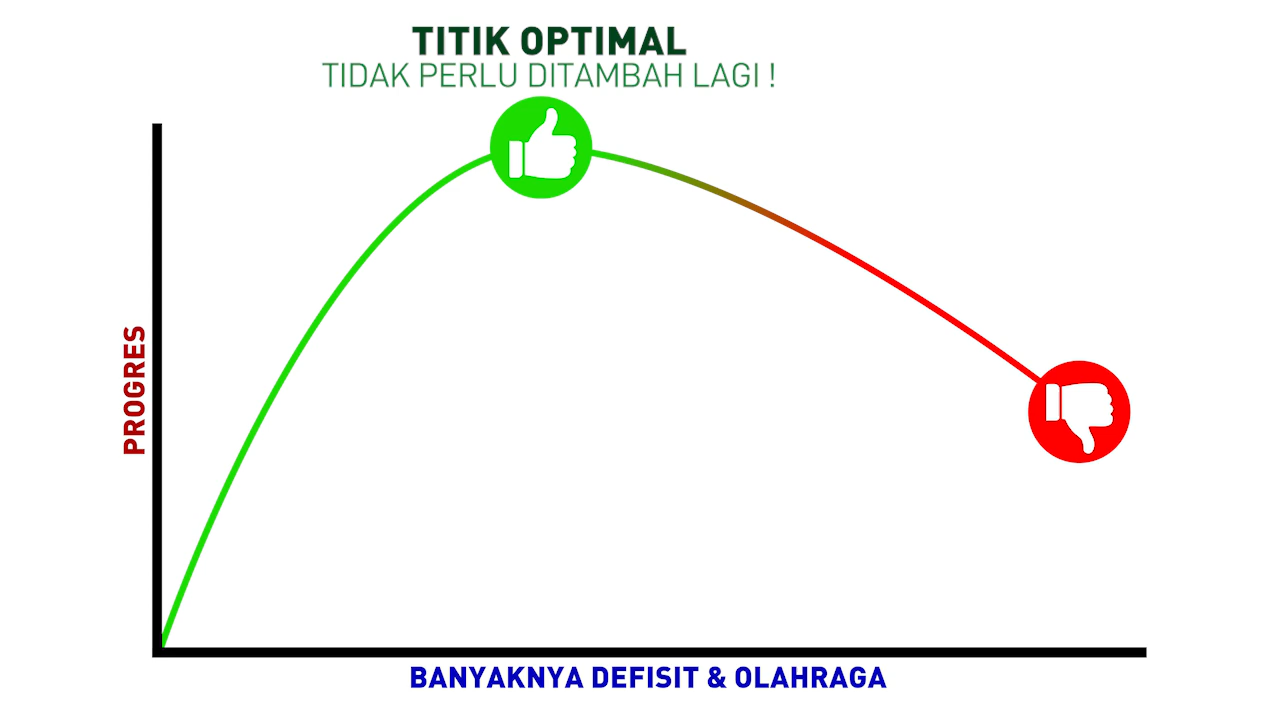 TITIK OPTIMAL
TIDAK PERLU DITAMBAH LAGI !
PROGRES
BANYAKNYA DEFISIT & OLAHRAGA